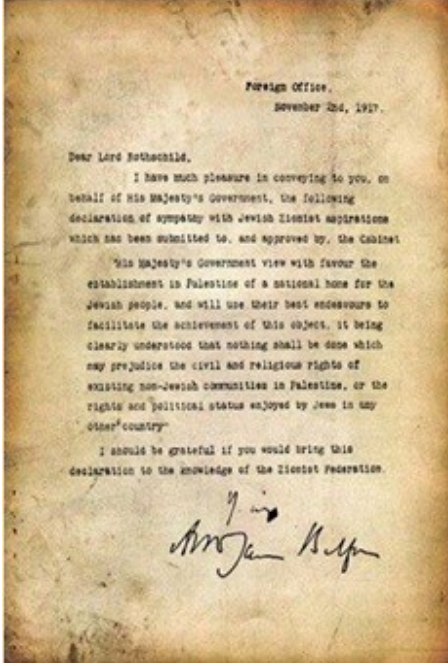 Foreign Office,
November 2nd, 1917.
Dear Lord Rothschild,
I have much pleasure in conveying to you, on
behalf of His Majesty's Government, the following
declaration of sympathy with Jewish Zionist aspirations
which has been submitted to, and approved by, the Cabinet
"His Majesty's Government view with favour the
establishment in Palestine of a national home for the
Jewish people, and will use their best endeavours to
facilitate the achievement of this object, it being
clearly understood that nothing shall be done which
may prejudice the civil and religious rights of
existing non-Jewish communities in Palestine, or the
rights and political status enjoyed by Jews in any
other country"
I should be grateful if you would bring this
declaration to the knowledge of the Zionist Federation.
Arthur James Balfour